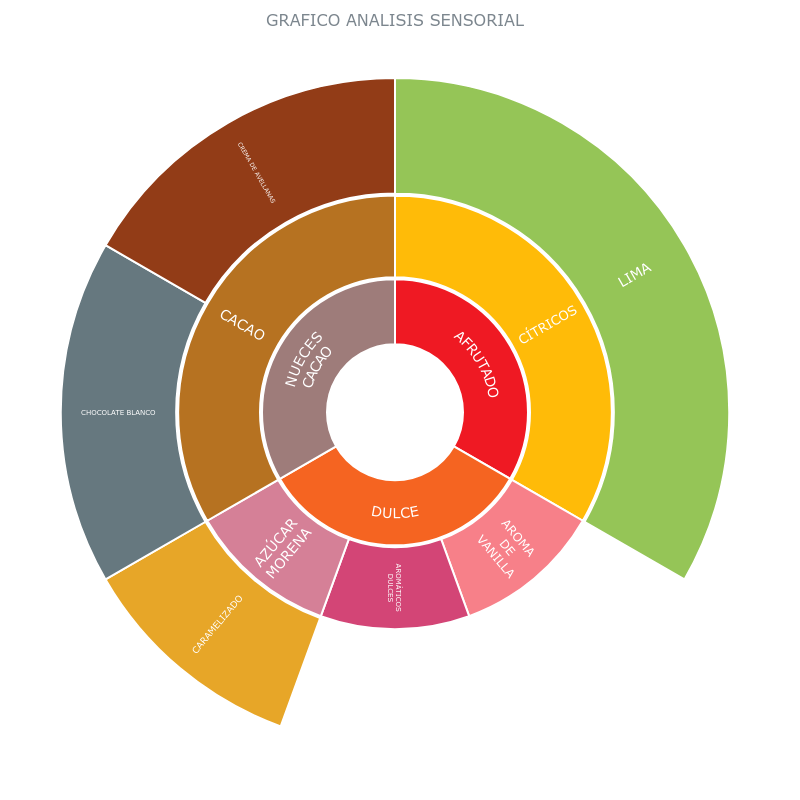 GRAFICO ANALISIS SENSORIAL
CREMA DE AVELLANAS
LIMA
CACAO
CÍTRICOS
NUECES
CACAO
AFRUTADO
CHOCOLATE BLANCO
DULCE
AZÚCAR
MORENA
AROMÁTICOS
DULCES
AROMA
DE
VANILLA
CARAMELIZADO